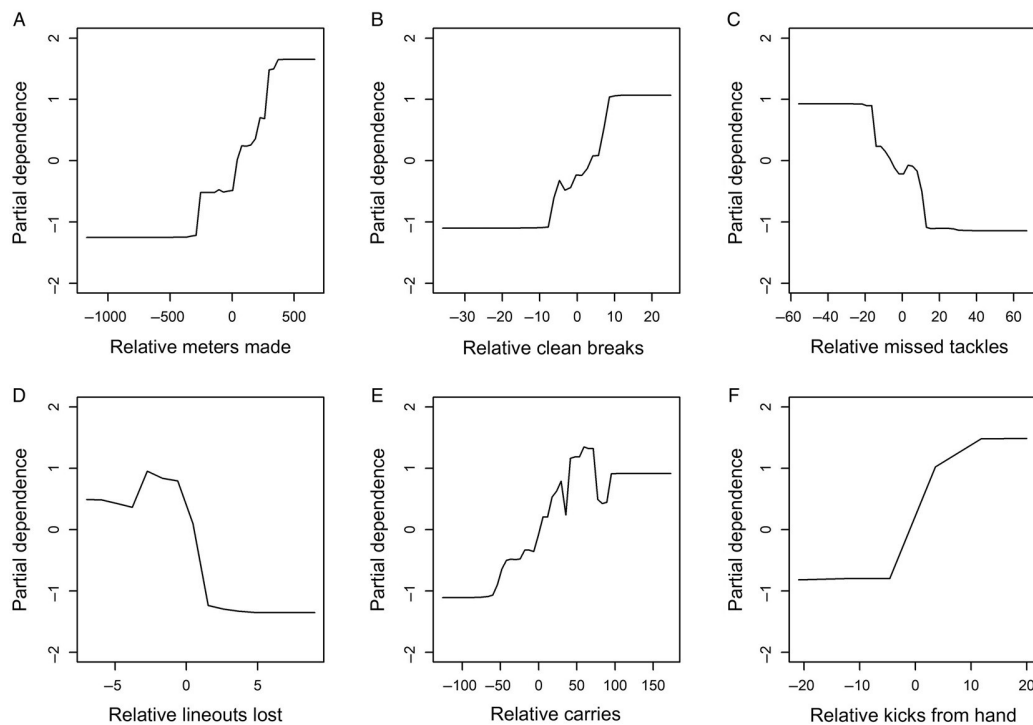 A
Partial dependence
2
1
0
–1
–2
–1000 –500 0 500
Relative meters made
B
Partial dependence
2
1
0
–1
–2
–30 –20 –10 0 10 20
Relative clean breaks
C
Partial dependence
2
1
0
–1
–2
–60 –40 –20 0 20 40 60
Relative missed tackles
D
Partial dependence
2
1
0
–1
–2
–5 0 5
Relative lineouts lost
E
Partial dependence
2
1
0
–1
–2
–100 –50 0 50 100 150
Relative carries
F
Partial dependence
2
1
0
–1
–2
–20 –10 0 10 20
Relative kicks from hand